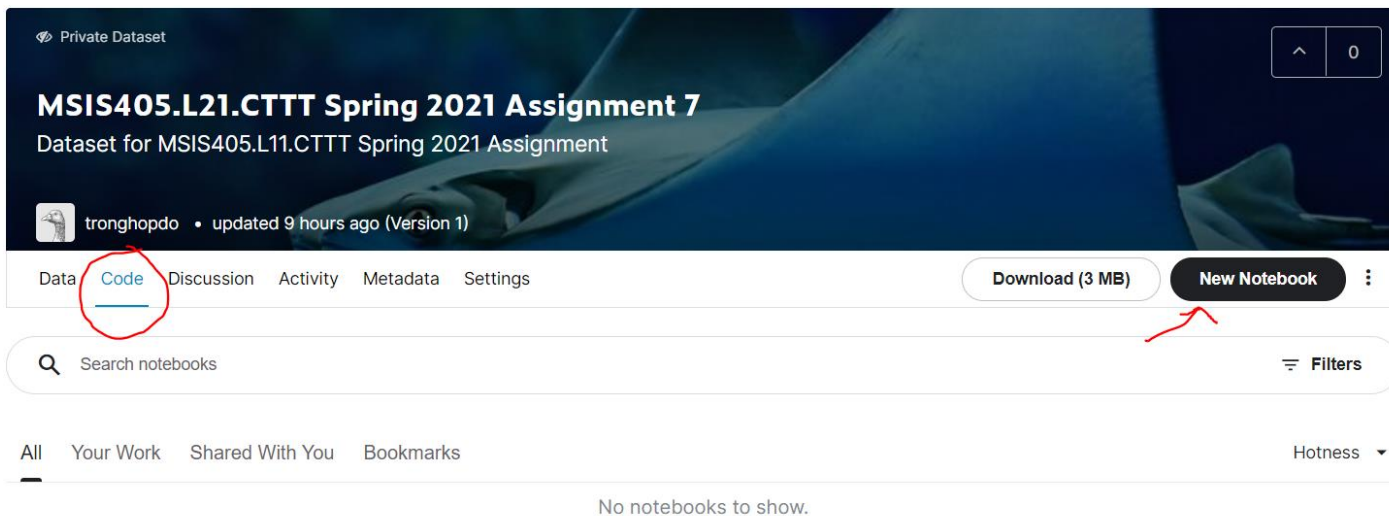 Private Dataset
0
MSIS405.L21.CTTT Spring 2021 Assignment 7
Dataset for MSIS405.L11.CTTT Spring 2021 Assignment
tronghopdo • updated 9 hours ago (Version 1)
Data Code Discussion Activity Metadata Settings Download (3 MB) New Notebook
Search notebooks Filters
All Your Work Shared With You Bookmarks Hotness
No notebooks to show.